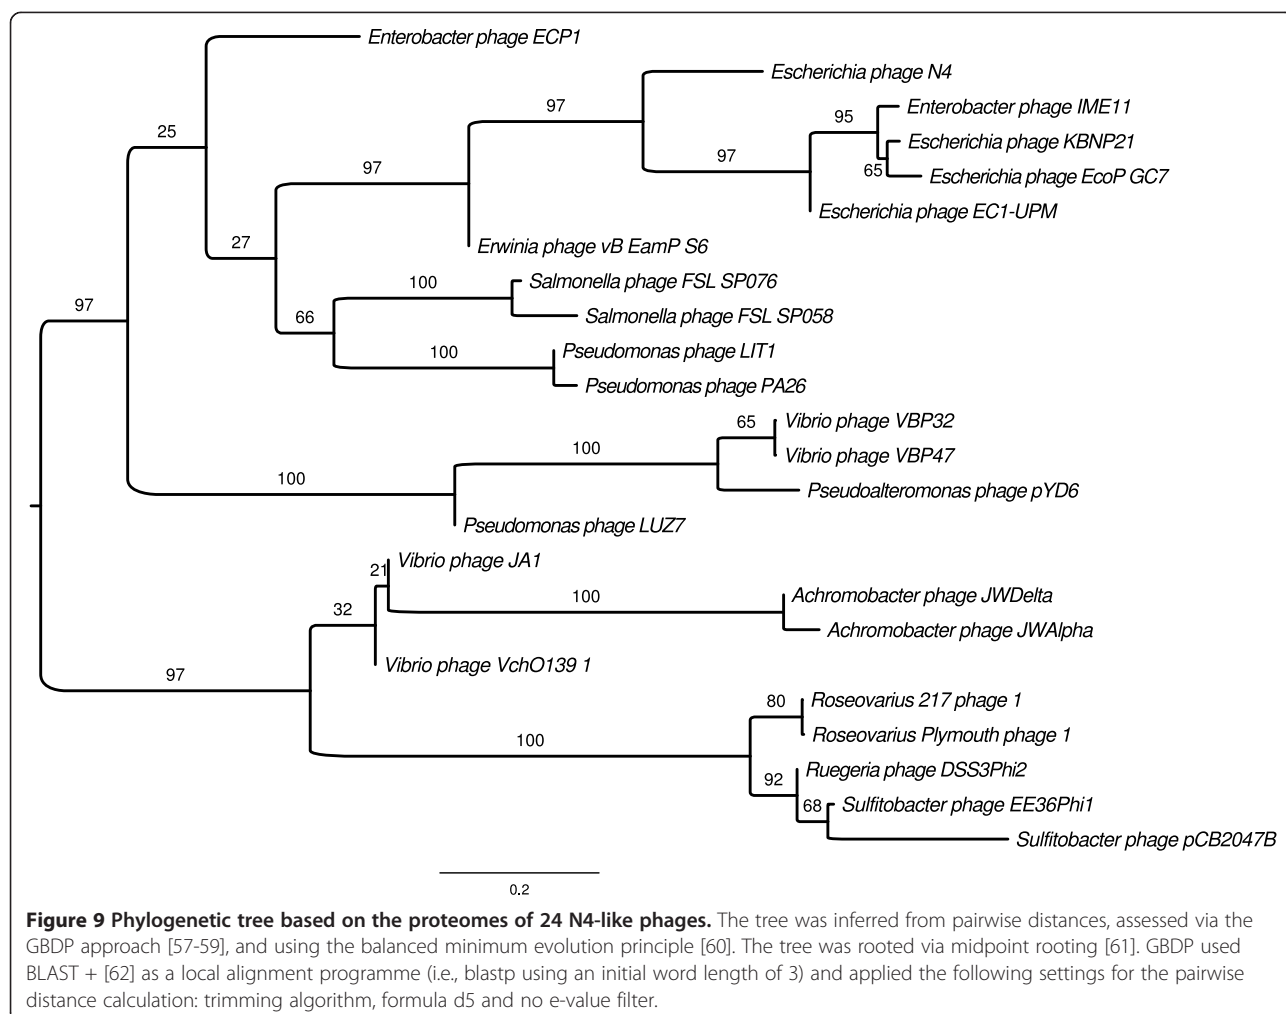 Enterobacter phage ECP1
Escherichia phage N4
97
Enterobacter phage IME11
95
25
Escherichia phage KBNP21
97
97
65
Escherichia phage EcoP GC7
Escherichia phage EC1-UPM
27
Erwinia phage vB EamP S6
100
Salmonella phage FSL SP076
97
66
Salmonella phage FSL SP058
100
Pseudomonas phage LIT1
Pseudomonas phage PA26
65
Vibrio phage VBP32
100
Vibrio phage VBP47
100
Pseudoalteromonas phage pYD6
Pseudomonas phage LUZ7
21
Vibrio phage JA1
32
100
Achromobacter phage JWDelta
Achromobacter phage JWAlpha
Vibrio phage VchO139 1
97
80
Roseovarius 217 phage 1
100
Roseovarius Plymouth phage 1
92
Ruegeria phage DSS3Phi2
68
Sulfitobacter phage EE36Phi1
Sulfitobacter phage pCB2047B
0.2
Figure 9 Phylogenetic tree based on the proteomes of 24 N4-like phages. The tree was inferred from pairwise distances, assessed via the
GBDP approach [57-59], and using the balanced minimum evolution principle [60]. The tree was rooted via midpoint rooting [61]. GBDP used
BLAST + [62] as a local alignment programme (i.e., blastp using an initial word length of 3) and applied the following settings for the pairwise
distance calculation: trimming algorithm, formula d5 and no e-value filter.